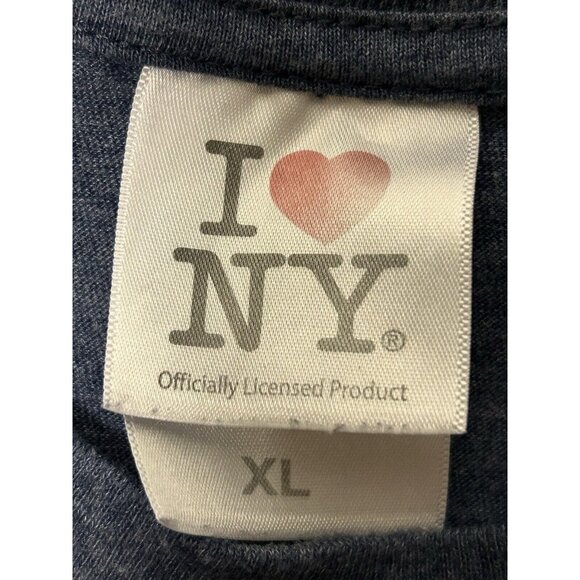 I ❤ NY®
Officially Licensed Product
XL